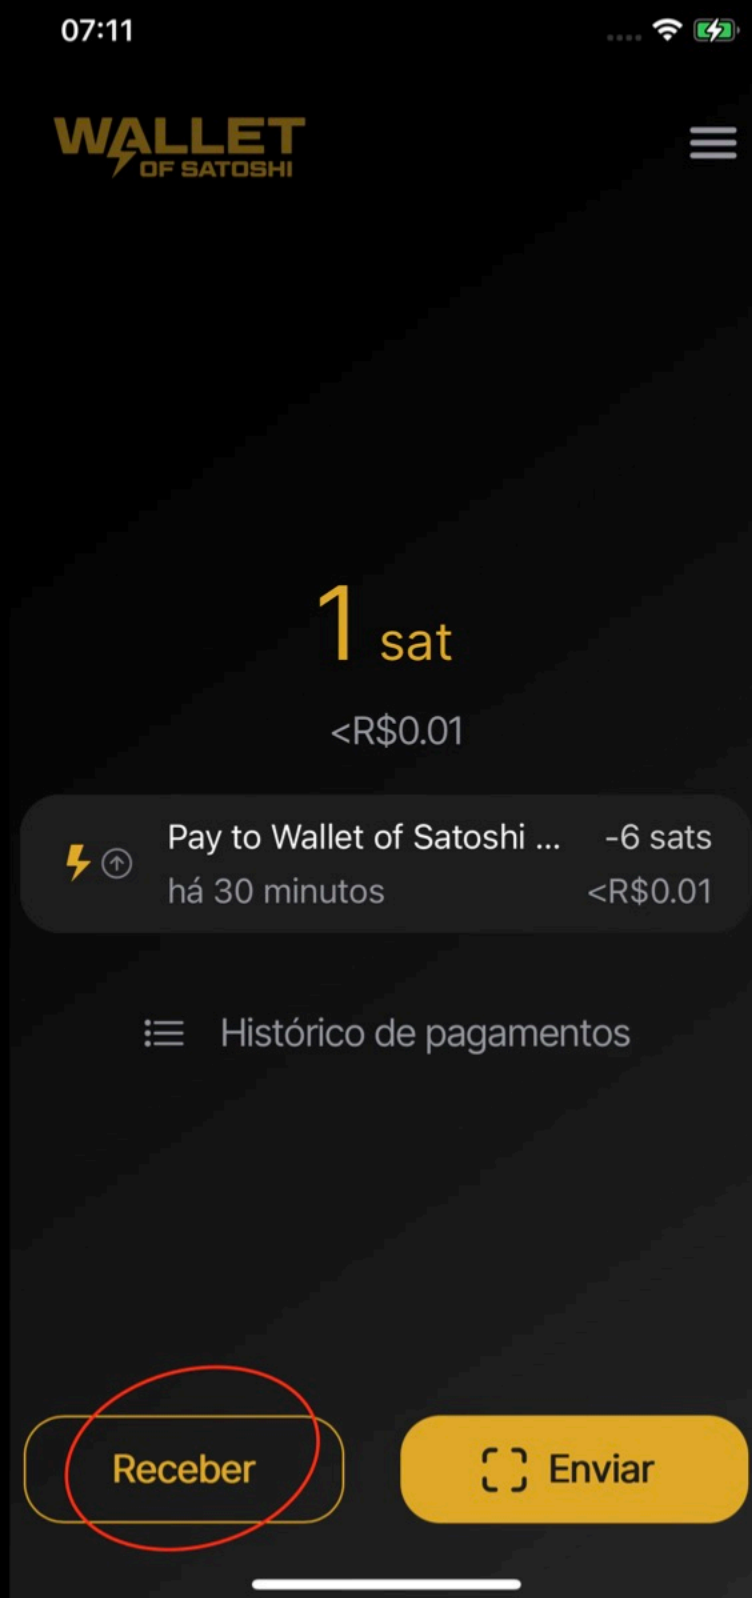 07:11
WALLET
OF SATOSHI
1 sat
<R$0.01
Pay to Wallet of Satoshi ... -6 sats
há 30 minutos <R$0.01
Histórico de pagamentos
Receber Enviar